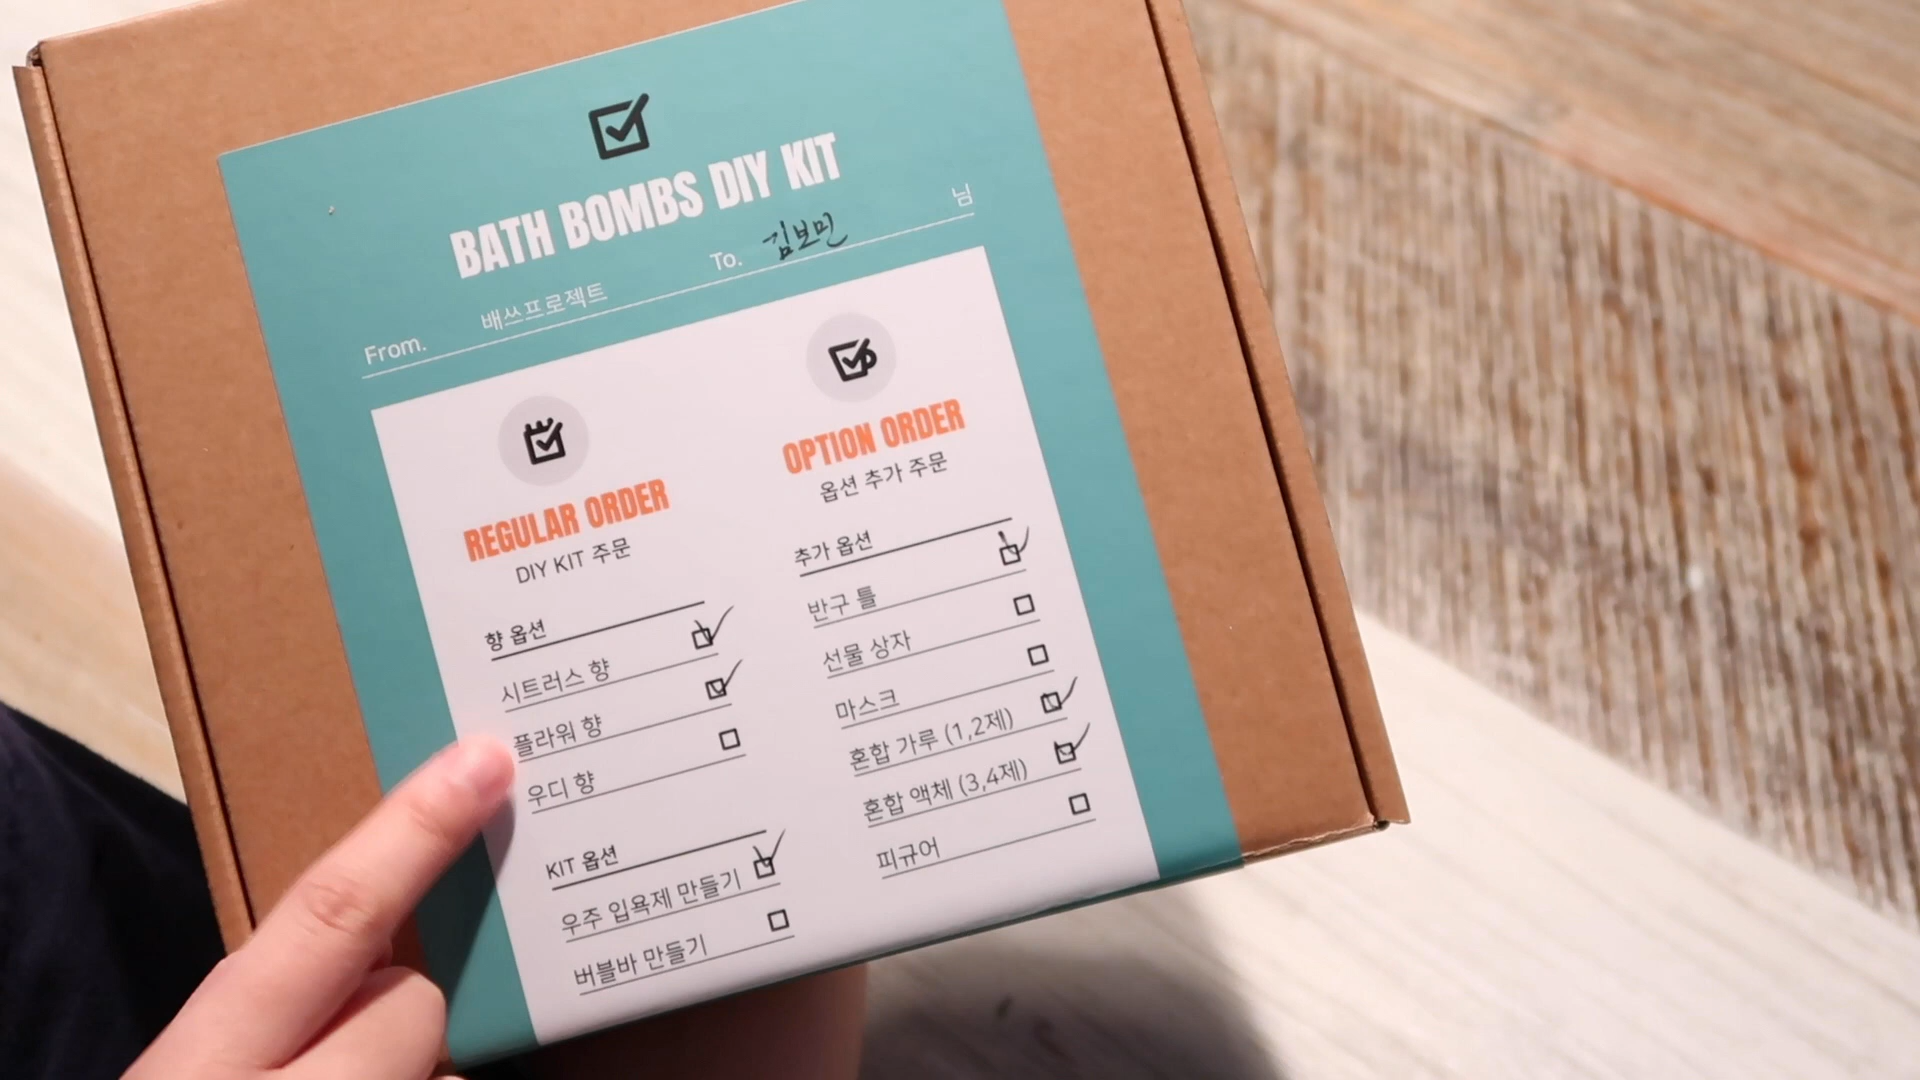 BATH BOMBS DIY KIT
From. 배쓰프로젝트 To. 김보민 님
REGULAR ORDER
DIY KIT 주문
향 옵션
시트러스 향
플라워 향
우디 향
KIT 옵션
우주 입욕제 만들기
버블바 만들기
OPTION ORDER
옵션 추가 주문
추가 옵션
반구 틀
선물 상자
마스크
혼합 가루 (1,2제)
혼합 액체 (3,4제)
피규어